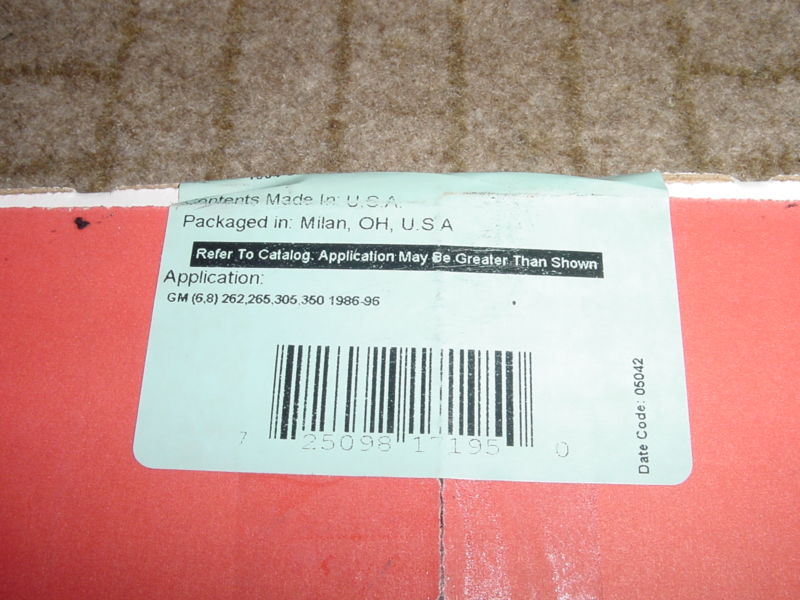 Contents Made In: U.S.A.
Packaged in: Milan, OH, U.S.A
Refer To Catalog. Application May Be Greater Than Shown
Application:
GM (6,8) 262,265,305,350 1986-96
7 25098 17195 0
Date Code: 05042